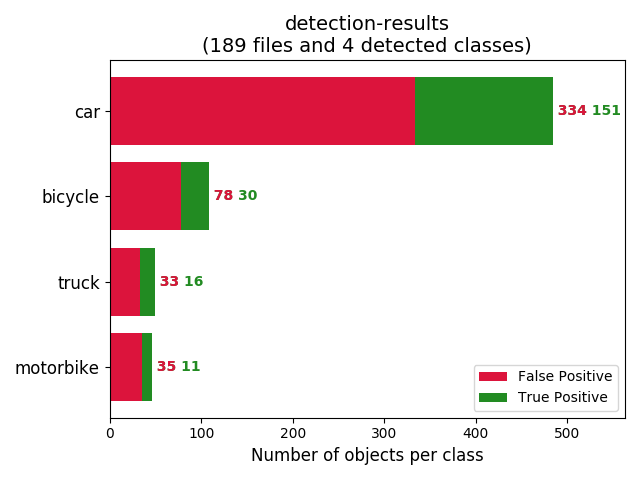 detection-results
(189 files and 4 detected classes)
car
334 151
bicycle
78 30
truck
33 16
motorbike
35 11
False Positive
True Positive
0 100 200 300 400 500
Number of objects per class